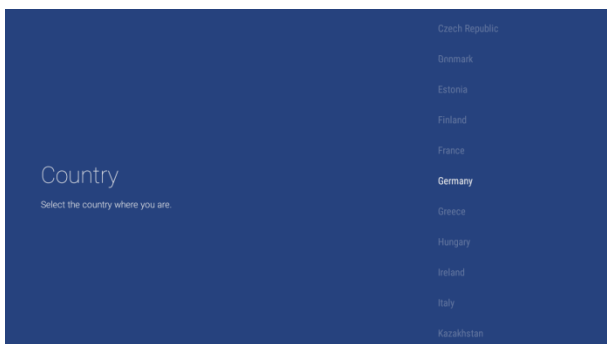 Country
Select the country where you are.
Czech Republic
Denmark
Estonia
Finland
France
Germany
Greece
Hungary
Ireland
Italy
Kazakhstan